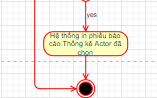 yes
Hệ thống in phiếu báo
cáo Thống kê Actor đã
chọn